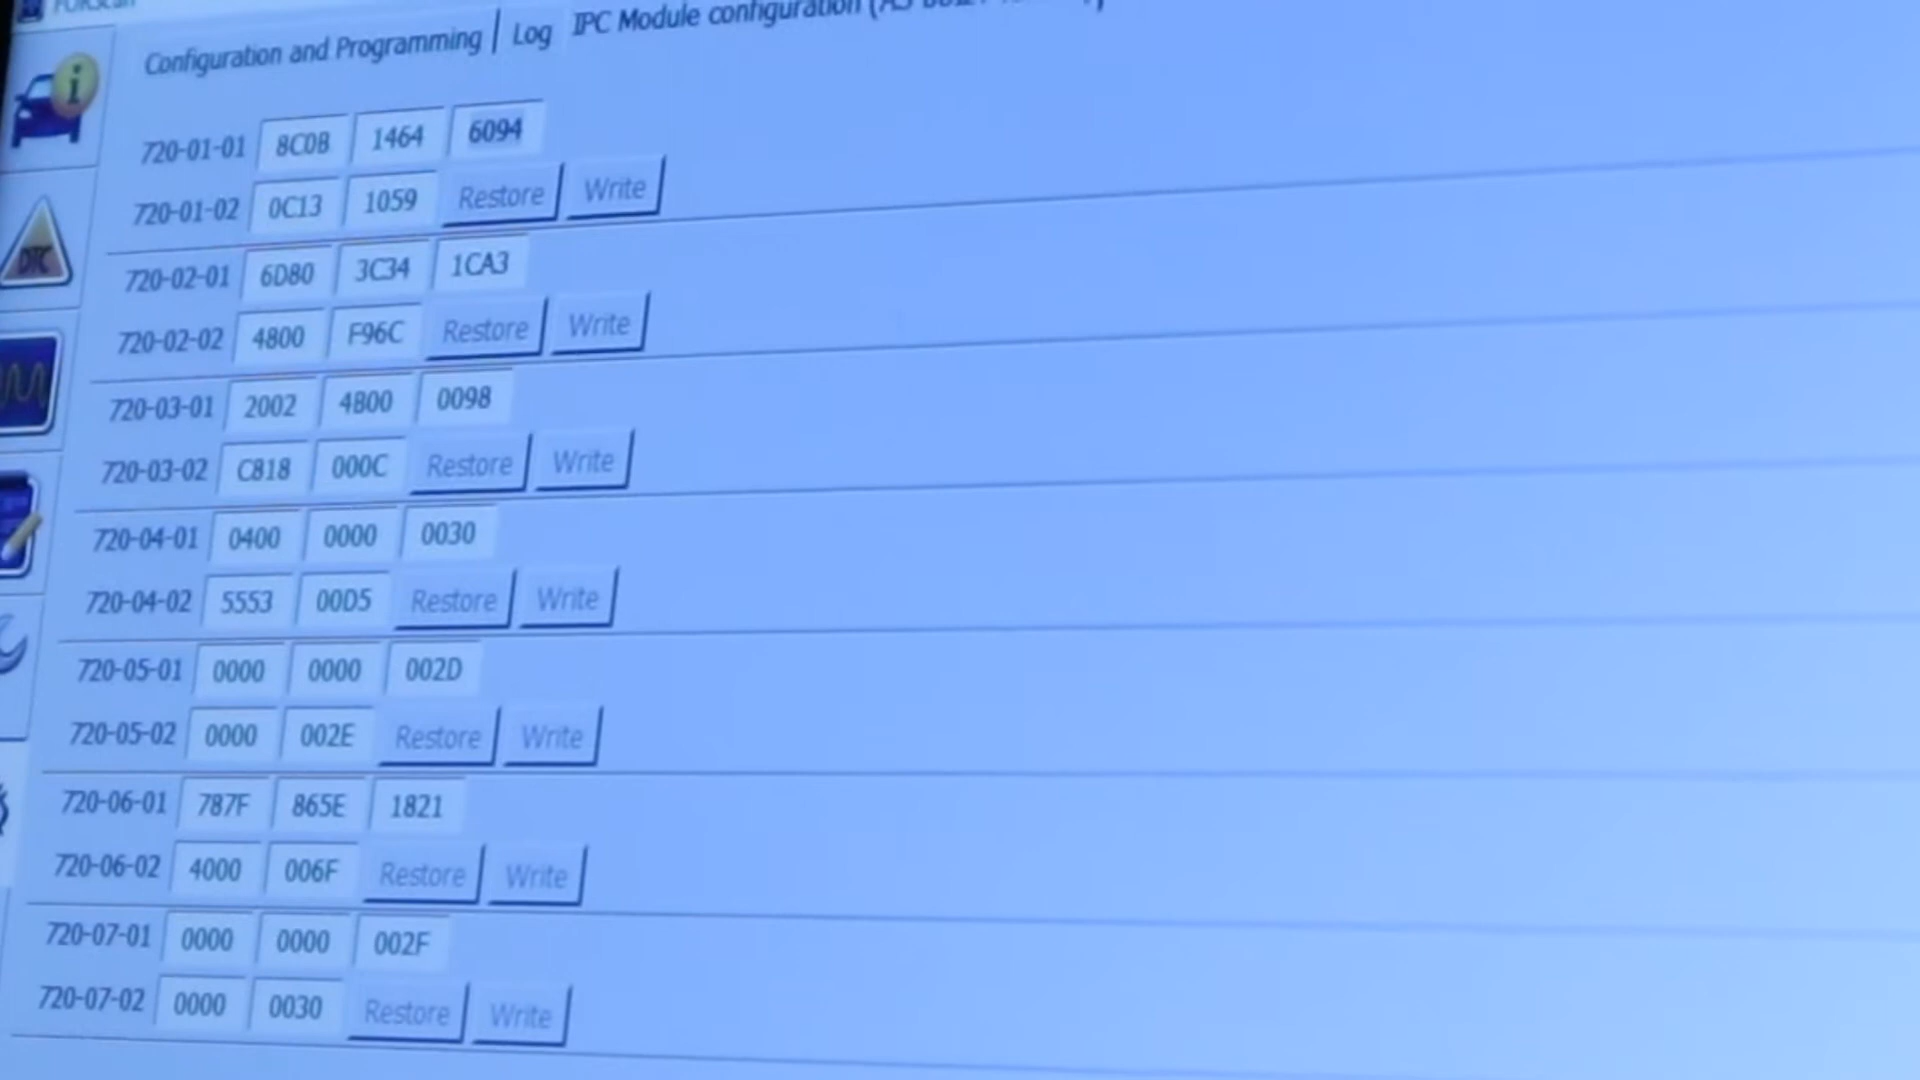 Configuration and Programming | Log IPC Module configuration
720-01-01 8C0B 1464 6094
720-01-02 0C13 1059 Restore Write
720-02-01 6D80 3C34 1CA3
720-02-02 4800 F96C Restore Write
720-03-01 2002 4B00 0098
720-03-02 C818 000C Restore Write
720-04-01 0400 0000 0030
720-04-02 5553 00D5 Restore Write
720-05-01 0000 0000 002D
720-05-02 0000 002E Restore Write
720-06-01 787F 865E 1821
720-06-02 4000 006F Restore Write
720-07-01 0000 0000 002F
720-07-02 0000 0030 Restore Write
DTC